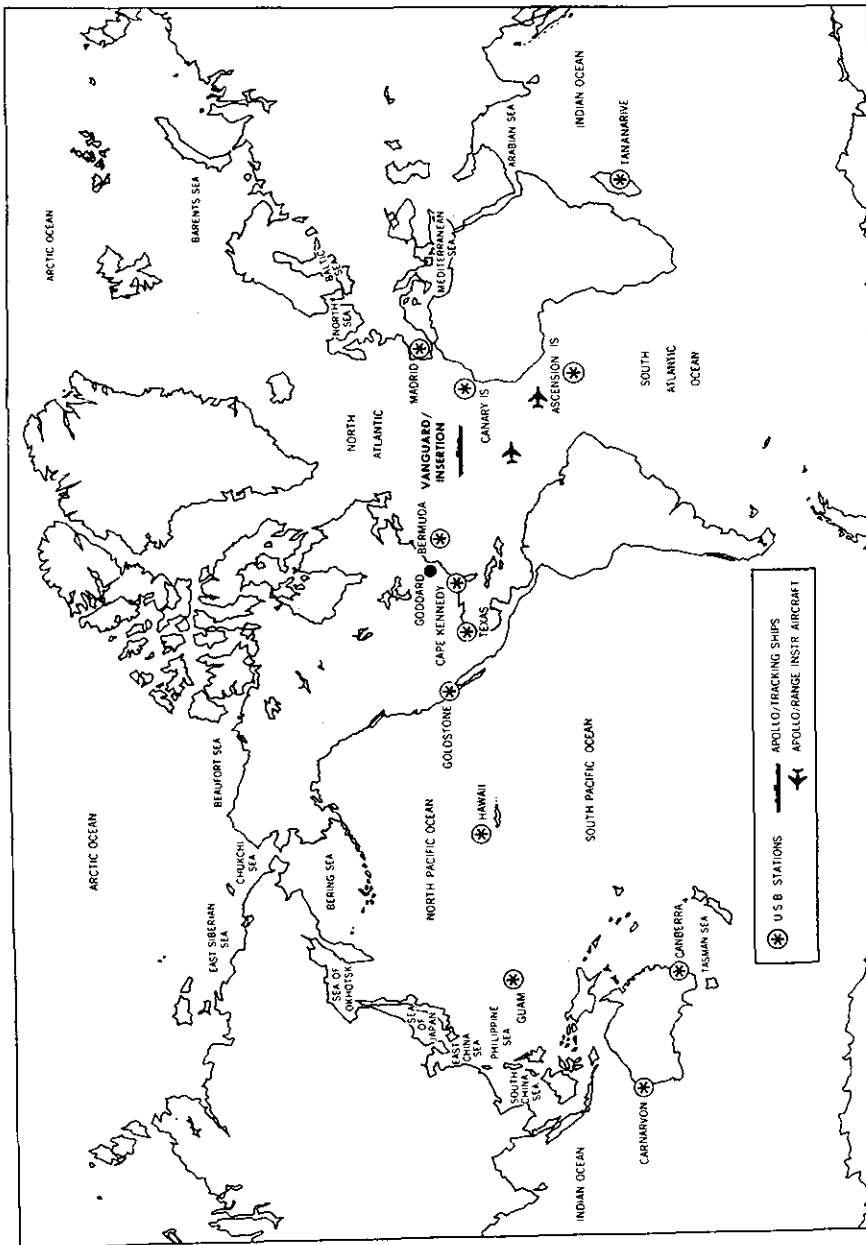 ARCTIC OCEAN
ARCTIC OCEAN
BARENTS SEA
EAST SIBERIAN
SEA
CHUKCHI
SEA
BEAUFORT SEA
BERING SEA
SEA OF
OKHOTSK
SEA
OF
JAPAN
EAST
CHINA
SEA
PHILIPPINE
SEA
SOUTH
CHINA
SEA
GUAM
NORTH PACIFIC OCEAN
HAWAII
GOLDSTONE
TEXAS
CAPE KENNEDY
GODDARD
BERMUDA
NORTH
ATLANTIC
VANGUARD/
INSERTION
MADRID
CANARY IS
NORTH
SEA
BALTIC
SEA
MEDITERRANEAN
SEA
ARABIAN SEA
INDIAN OCEAN
INDIAN OCEAN
CARNARVON
CANBERRA
TASMAN SEA
SOUTH PACIFIC OCEAN
ASCENSION IS
SOUTH
ATLANTIC
OCEAN
TANANARIVE
U S B STATIONS
APOLLO/TRACKING SHIPS
APOLLO/RANGE INSTR AIRCRAFT